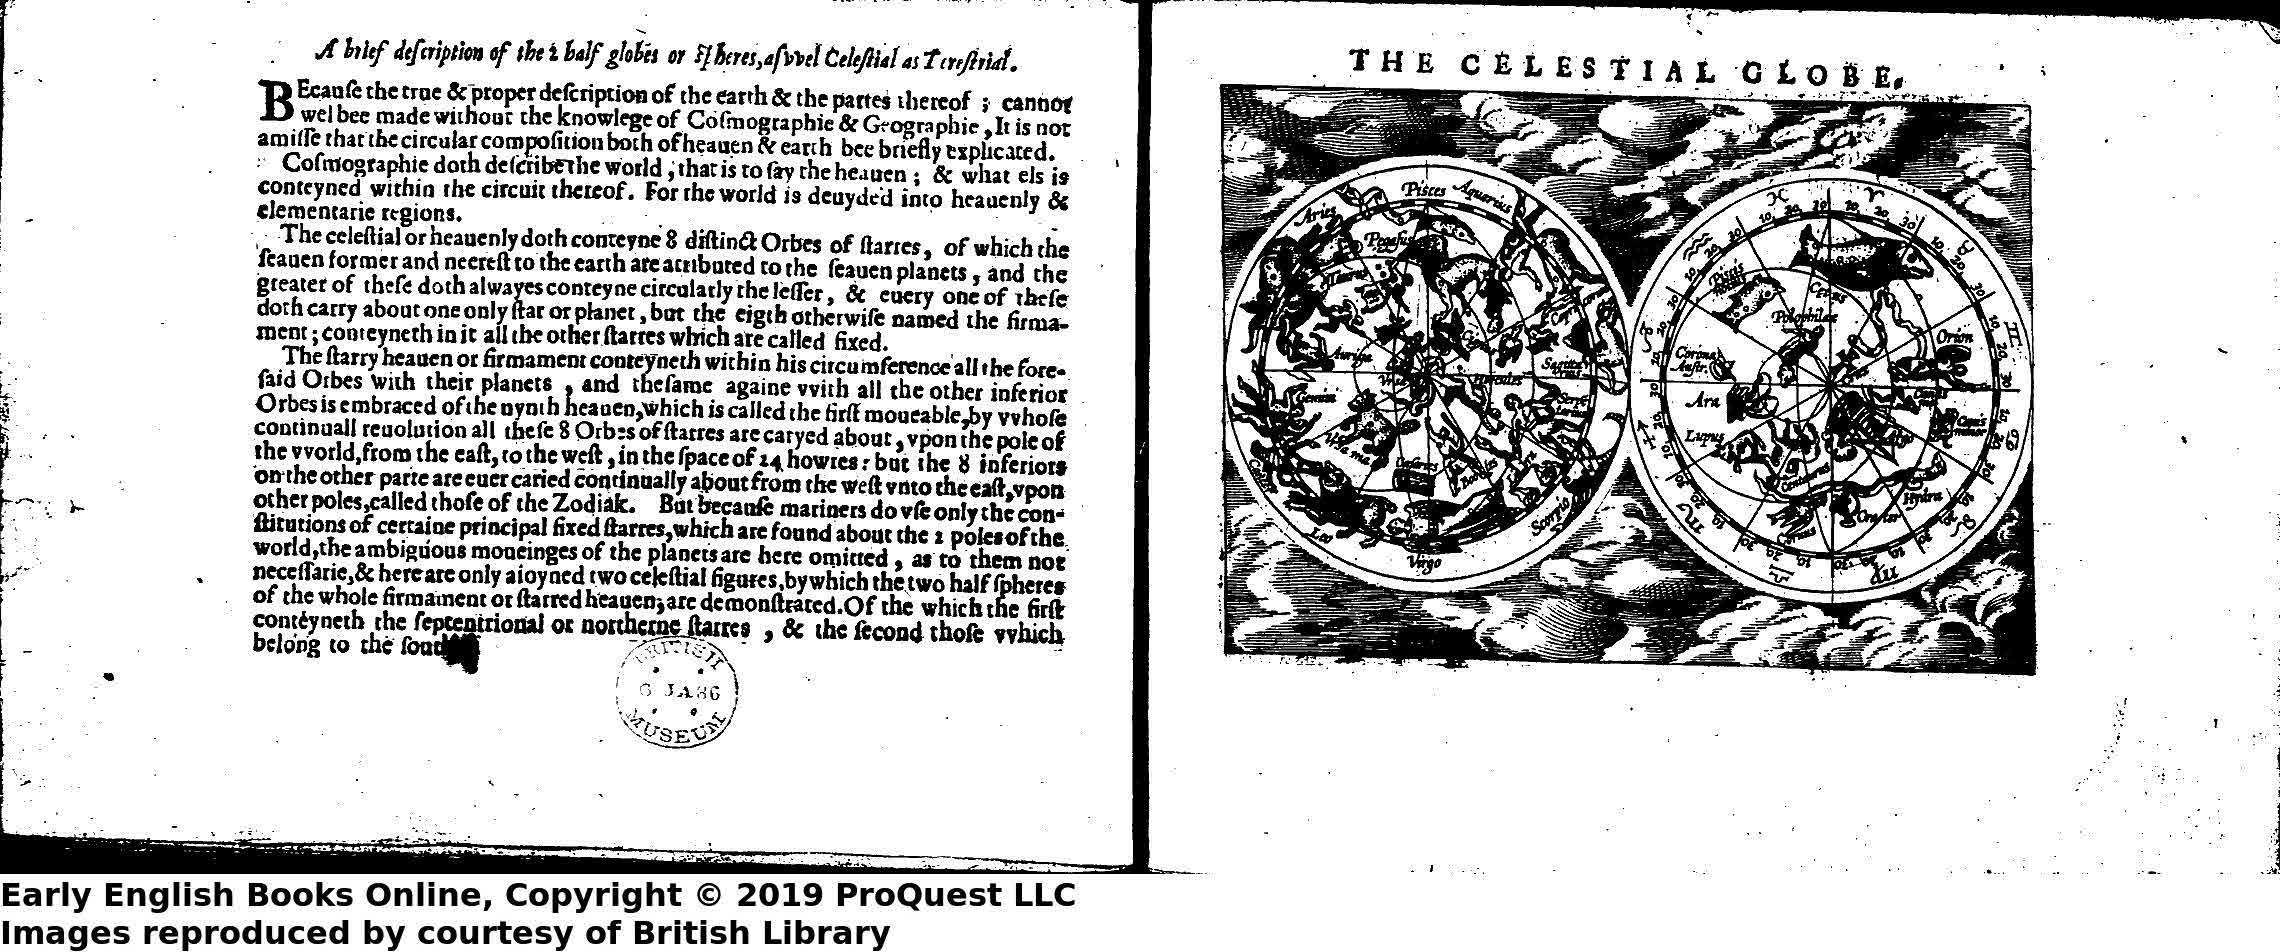 A brief deſcription of the 2 half globes or Spheres, aſvvel Celeſtial as Tereſtrial.
BEcauſe the true & proper deſcription of the earth & the partes thereof ; cannot
wel bee made without the knowlege of Coſmographie & Geographie , It is not
amiſſe that the circular compoſition both of heauen & earth bee briefly explicated.
Coſmographie doth deſcribe the world ; that is to ſay the heauen ; & what els is
conteyned within the circuit thereof. For the world is deuyded into heauenly &
elementarie regions.
The celeſtial or heauenly doth conteyne 8 diſtinct Orbes of ſtarres , of which the
ſeauen former and neereſt to the earth are attributed to the ſeauen planets , and the
greater of theſe doth alwayes conteyne circularly the leſſer , & euery one of theſe
doth carry about one only ſtar or planet , but the eigth otherwiſe named the firma-
ment ; conteyneth in it all the other ſtarres which are called fixed.
The ſtarry heauen or firmament conteyneth within his circumference all the fore-
ſaid Orbes with their planets , and theſame againe vvith all the other inferior
Orbes is embraced of the nynth heauen, which is called the firſt moueable, by vvhoſe
continuall reuolution all theſe 8 Orbes of ſtarres are caryed about , vpon the pole of
the vvorld, from the eaſt, to the weſt , in the ſpace of 24 howres : but the 8 inferiors
on the other parte are euer caried continually about from the weſt vnto the eaſt, vpon
other poles, called thoſe of the Zodiak. But becauſe mariners do vſe only the con-
ſtitutions of certaine principal fixed ſtarres, which are found about the 2 poles of the
world, the ambiguous moueinges of the planets are here omitted , as to them not
neceſſarie, & here are only aioyned two celeſtial figures, by which the two half ſpheres
of the whole firmament or ſtarred heauen, are demonſtrated. Of the which the firſt
conteyneth the ſeptentrional or northerne ſtarres , & the ſecond thoſe vvhich
belong to the
BRITISH
6 JA86
MUSEUM
THE CELESTIAL GLOBE.
Pisces
Aquarius
Aries
Pegasus
Taurus
Auriga
Hercules
Gemini
Leo
Virgo
Scorpio
Cetus
Orion
Corona
Austr.
Ara
Lupus
Canis
minor
Centaurus
Hydra
Crater
Corvus
Early English Books Online, Copyright © 2019 ProQuest LLC
Images reproduced by courtesy of British Library